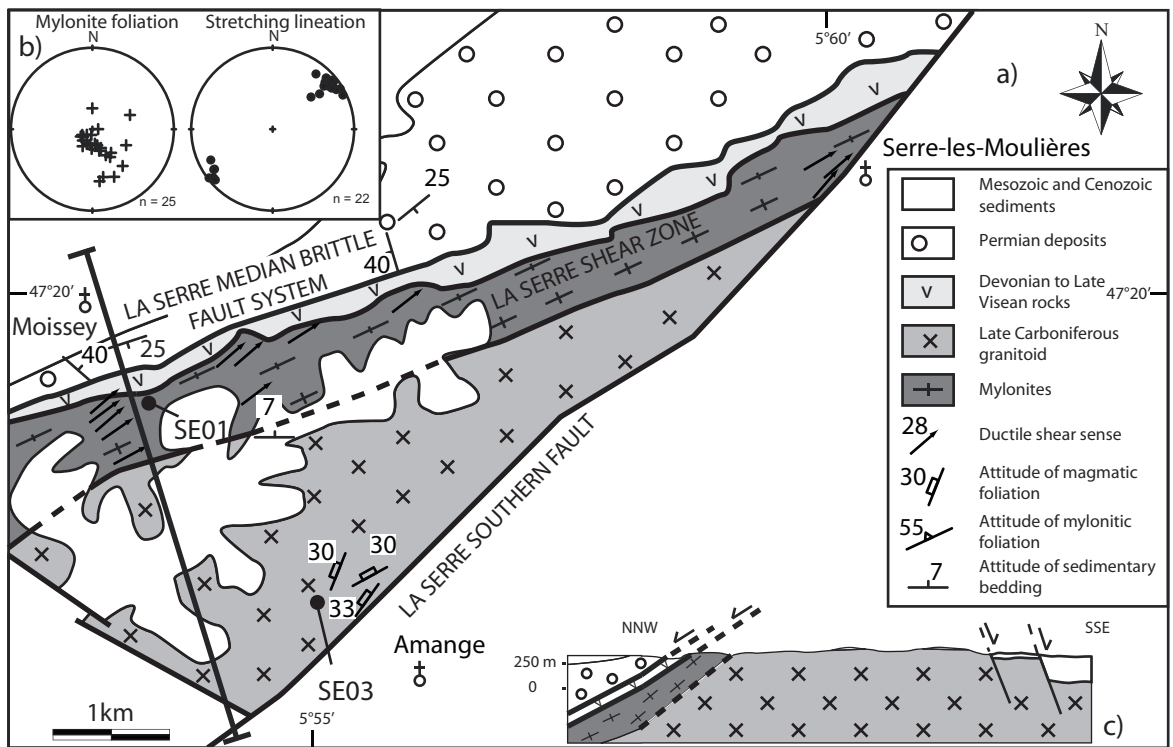 Mylonite foliation
Stretching lineation
b)
N
N
n = 25
n = 22
5°60′
a)
N
Serre-les-Moulières
25
LA SERRE MEDIAN BRITTLE
FAULT SYSTEM
40
LA SERRE SHEAR ZONE
47°20′
Moissey
40
25
SE01
7
30
30
33
LA SERRE SOUTHERN FAULT
Amange
SE03
5°55′
1km
Mesozoic and Cenozoic
sediments
Permian deposits
v
Devonian to Late
Visean rocks
47°20′
Late Carboniferous
granitoid
Mylonites
28
Ductile shear sense
30
Attitude of magmatic
foliation
55
Attitude of mylonitic
foliation
7
Attitude of sedimentary
bedding
NNW
SSE
250 m
0
c)